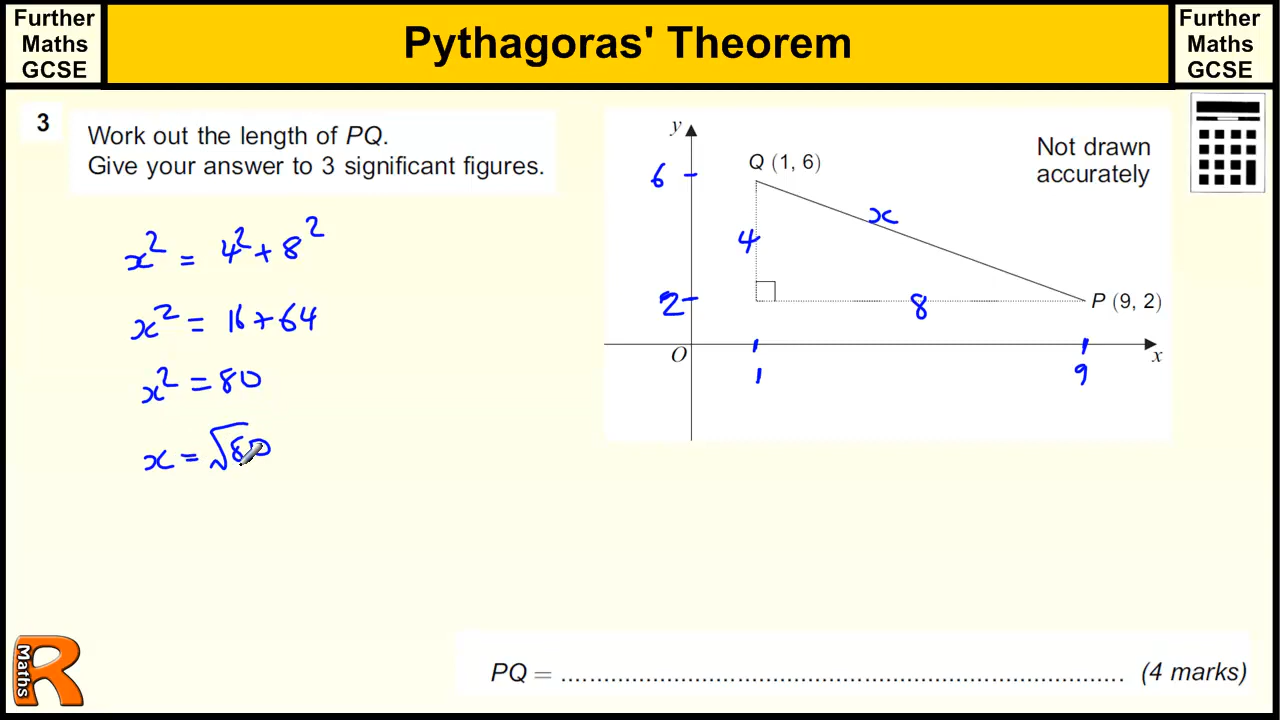 Further
Maths
GCSE
Pythagoras' Theorem
Further
Maths
GCSE
3
Work out the length of PQ.
Give your answer to 3 significant figures.
x² = 4² + 8²
x² = 16 + 64
x² = 80
x = √80
y
Q (1, 6)
Not drawn
accurately
6
x
4
2
8
P (9, 2)
O
x
1
9
R
Maths
PQ = ................................................................................ (4 marks)